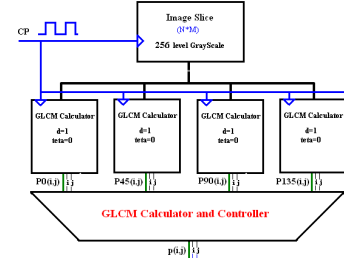 Image Slice
(N*M)
256 level GrayScale
CP
GLCM Calculator
d=1
teta=0
GLCM Calculator
d=1
teta=0
GLCM Calculator
d=1
teta=0
GLCM Calculator
d=1
teta=0
P0(i,j) i j
P45(i,j) i j
P90(i,j) i j
P135(i,j) i j
GLCM Calculator and Controller
p(i,j) i j